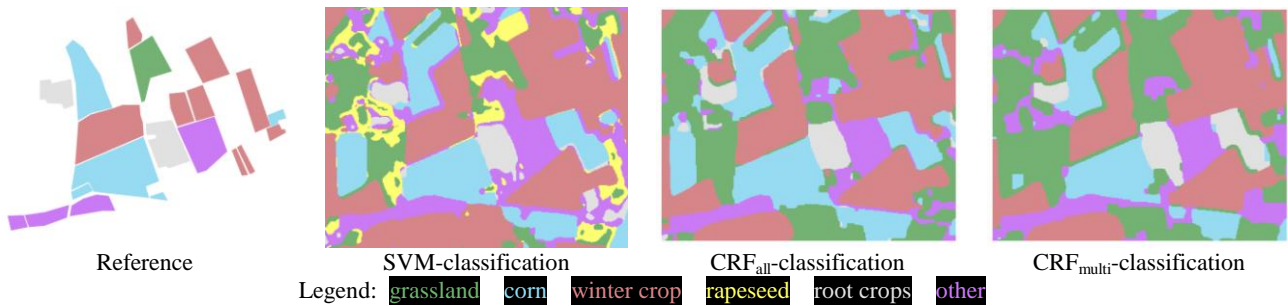 Reference SVM-classification CRFall-classification CRFmulti-classification
Legend: grassland corn winter crop rapeseed root crops other